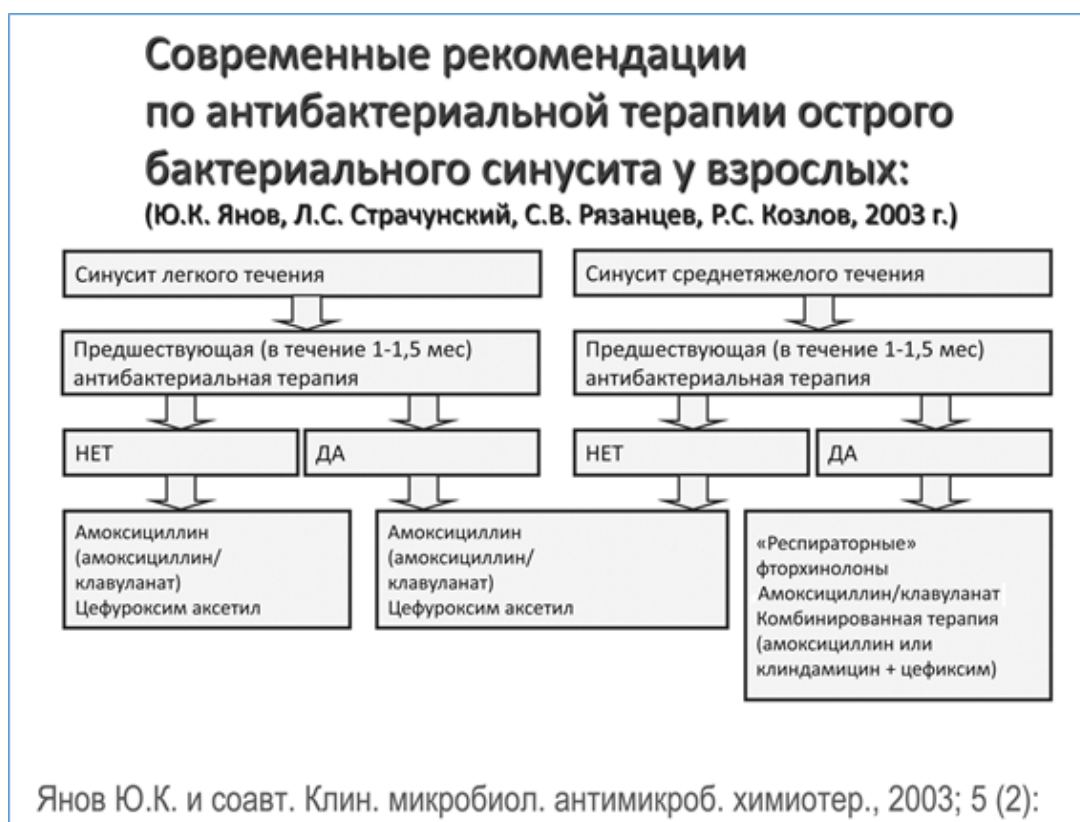 Современные рекомендации
по антибактериальной терапии острого
бактериального синусита у взрослых:
(Ю.К. Янов, Л.С. Страчунский, С.В. Рязанцев, Р.С. Козлов, 2003 г.)
Синусит легкого течения
Синусит среднетяжелого течения
Предшествующая (в течение 1-1,5 мес)
антибактериальная терапия
Предшествующая (в течение 1-1,5 мес)
антибактериальная терапия
НЕТ
ДА
НЕТ
ДА
Амоксициллин
(амоксициллин/
клавуланат)
Цефуроксим аксетил
Амоксициллин
(амоксициллин/
клавуланат)
Цефуроксим аксетил
«Респираторные»
фторхинолоны
Амоксициллин/клавуланат
Комбинированная терапия
(амоксициллин или
клиндамицин + цефиксим)
Янов Ю.К. и соавт. Клин. микробиол. антимикроб. химиотер., 2003; 5 (2):